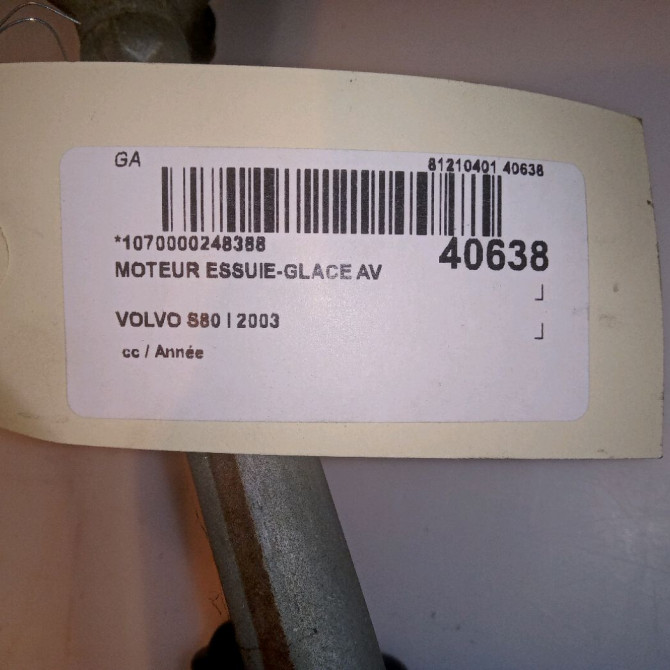 GA
81210401 40638
*1070000248388
40638
MOTEUR ESSUIE-GLACE AV
VOLVO S80 I 2003
cc / Année